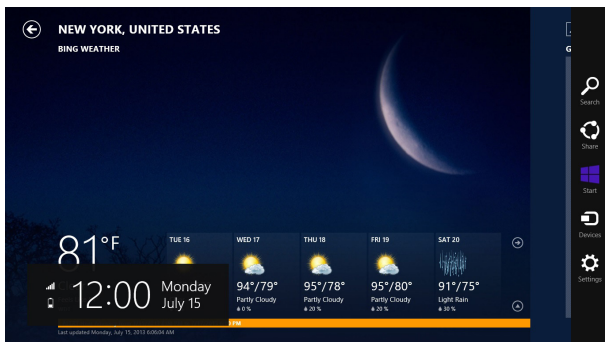 NEW YORK, UNITED STATES
BING WEATHER
G
Search
Share
Start
Devices
Settings
81°F
TUE 16
WED 17
94°/79°
Partly Cloudy
0 %
THU 18
95°/78°
Partly Cloudy
20 %
FRI 19
95°/80°
Partly Cloudy
20 %
SAT 20
91°/75°
Light Rain
30 %
12:00
Monday
July 15
PM
Last updated Monday, July 15, 2013 6:06:04 AM